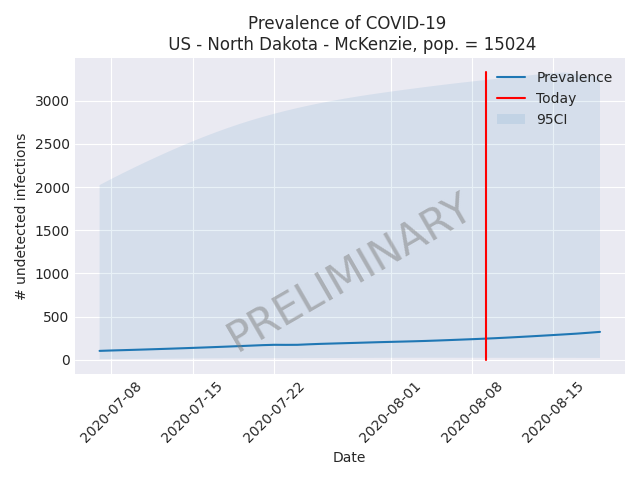 Prevalence of COVID-19
US - North Dakota - McKenzie, pop. = 15024
Prevalence
Today
95CI
3000
2500
2000
1500
1000
500
0
# undetected infections
PRELIMINARY
2020-07-08
2020-07-15
2020-07-22
2020-08-01
2020-08-08
2020-08-15
Date